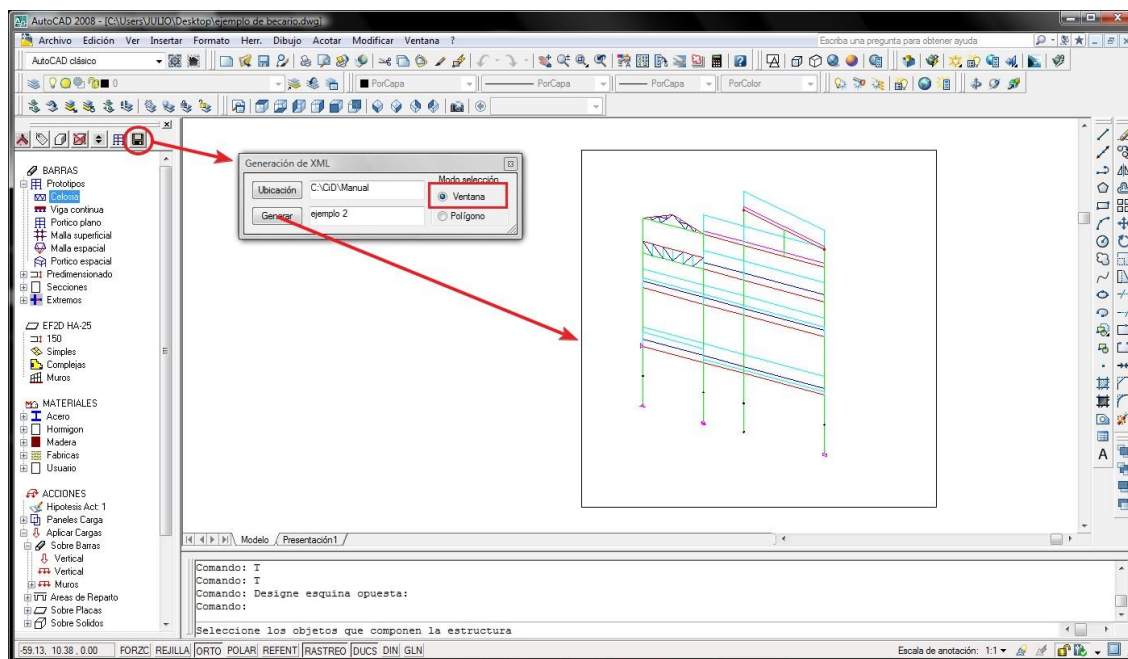 AutoCAD 2008 - [C:\Users\JULIO\Desktop\ejemplo de becario.dwg]
Archivo Edición Ver Insertar Formato Herr. Dibujo Acotar Modificar Ventana ?
Escriba una pregunta para obtener ayuda
AutoCAD clásico
0
PorCapa
PorCapa
PorCapa
PorColor
Generación de XML
Modo selección
Ubicación
C:\CiD\Manual
Ventana
Generar
ejemplo 2
Polígono
BARRAS
Prototipos
Celosia
Viga continua
Portico plano
Malla superficial
Malla espacial
Portico espacial
Predimensionado
Secciones
Extremos
EF2D HA-25
150
Simples
Complejas
Muros
MATERIALES
Acero
Hormigon
Madera
Fabricas
Usuario
ACCIONES
Hipotesis Act: 1
Paneles Carga
Aplicar Cargas
Sobre Barras
Vertical
Vertical
Muros
Areas de Reparto
Sobre Placas
Sobre Solidos
Modelo
Presentación1
Comando: T
Comando: T
Comando: Designe esquina opuesta:
Comando:
Seleccione los objetos que componen la estructura
-59.13, 10.38 , 0.00
FORZC REJILLA ORTO POLAR REFENT RASTREO DUCS DIN GLN
Escala de anotación: 1:1